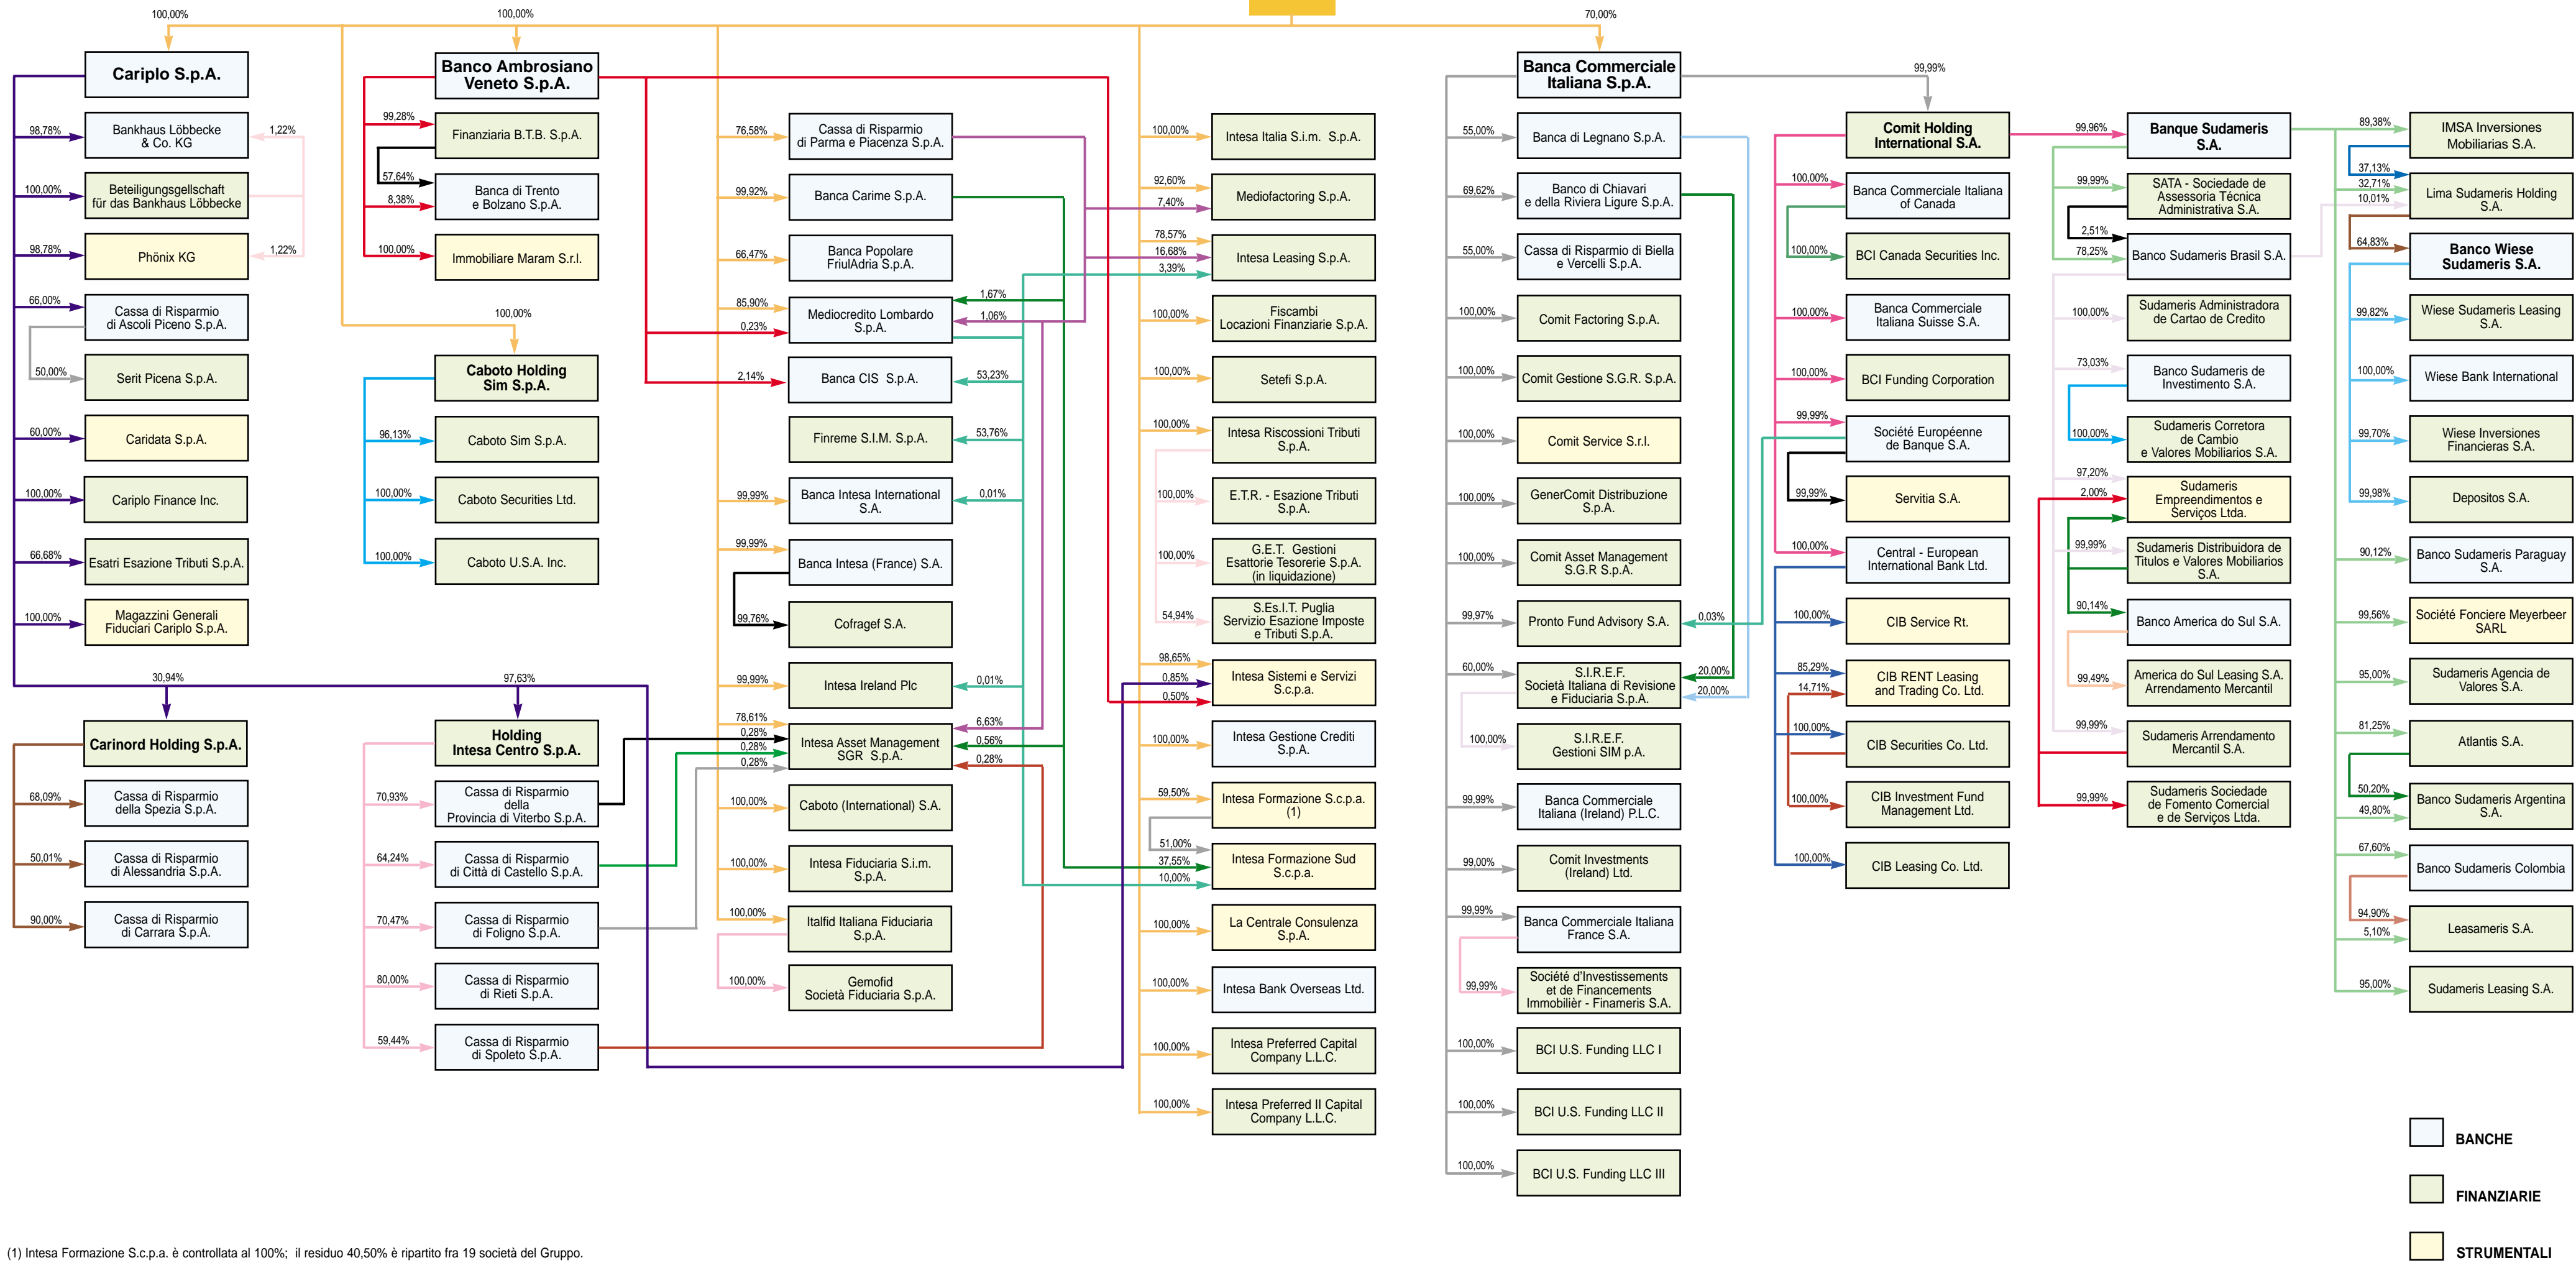 100,00%
100,00%
70,00%
Cariplo S.p.A.
98,78%
Bankhaus Löbbecke
& Co. KG
1,22%
100,00%
Beteiligungsgellschaft
für das Bankhaus Löbbecke
98,78%
Phönix KG
1,22%
66,00%
Cassa di Risparmio
di Ascoli Piceno S.p.A.
50,00%
Serit Picena S.p.A.
60,00%
Caridata S.p.A.
100,00%
Cariplo Finance Inc.
66,68%
Esatri Esazione Tributi S.p.A.
100,00%
Magazzini Generali
Fiduciari Cariplo S.p.A.
30,94%
97,63%
Carinord Holding S.p.A.
68,09%
Cassa di Risparmio
della Spezia S.p.A.
50,01%
Cassa di Risparmio
di Alessandria S.p.A.
90,00%
Cassa di Risparmio
di Carrara S.p.A.
Banco Ambrosiano
Veneto S.p.A.
99,28%
Finanziaria B.T.B. S.p.A.
57,64%
Banca di Trento
e Bolzano S.p.A.
8,38%
100,00%
Immobiliare Maram S.r.l.
100,00%
Caboto Holding
Sim S.p.A.
96,13%
Caboto Sim S.p.A.
100,00%
Caboto Securities Ltd.
100,00%
Caboto U.S.A. Inc.
Holding
Intesa Centro S.p.A.
70,93%
Cassa di Risparmio
della
Provincia di Viterbo S.p.A.
64,24%
Cassa di Risparmio
di Città di Castello S.p.A.
70,47%
Cassa di Risparmio
di Foligno S.p.A.
80,00%
Cassa di Risparmio
di Rieti S.p.A.
59,44%
Cassa di Risparmio
di Spoleto S.p.A.
76,58%
Cassa di Risparmio
di Parma e Piacenza S.p.A.
99,92%
Banca Carime S.p.A.
66,47%
Banca Popolare
FriulAdria S.p.A.
85,90%
0,23%
Mediocredito Lombardo
S.p.A.
1,67%
1,06%
2,14%
Banca CIS S.p.A.
53,23%
Finreme S.I.M. S.p.A.
53,76%
99,99%
Banca Intesa International
S.A.
0,01%
99,99%
Banca Intesa (France) S.A.
99,76%
Cofragef S.A.
99,99%
Intesa Ireland Plc
0,01%
78,61%
0,28%
0,28%
0,28%
Intesa Asset Management
SGR S.p.A.
6,63%
0,56%
0,28%
100,00%
Caboto (International) S.A.
100,00%
Intesa Fiduciaria S.i.m.
S.p.A.
100,00%
Italfid Italiana Fiduciaria
S.p.A.
100,00%
Gemofid
Società Fiduciaria S.p.A.
100,00%
Intesa Italia S.i.m. S.p.A.
92,60%
7,40%
Mediofactoring S.p.A.
78,57%
16,68%
3,39%
Intesa Leasing S.p.A.
100,00%
Fiscambi
Locazioni Finanziarie S.p.A.
100,00%
Setefi S.p.A.
100,00%
Intesa Riscossioni Tributi
S.p.A.
100,00%
E.T.R. - Esazione Tributi
S.p.A.
100,00%
G.E.T. Gestioni
Esattorie Tesorerie S.p.A.
(in liquidazione)
54,94%
S.Es.I.T. Puglia
Servizio Esazione Imposte
e Tributi S.p.A.
98,65%
0,85%
0,50%
Intesa Sistemi e Servizi
S.c.p.a.
100,00%
Intesa Gestione Crediti
S.p.A.
59,50%
Intesa Formazione S.c.p.a.
(1)
51,00%
37,55%
10,00%
Intesa Formazione Sud
S.c.p.a.
100,00%
La Centrale Consulenza
S.p.A.
100,00%
Intesa Bank Overseas Ltd.
100,00%
Intesa Preferred Capital
Company L.L.C.
100,00%
Intesa Preferred II Capital
Company L.L.C.
Banca Commerciale
Italiana S.p.A.
99,99%
55,00%
Banca di Legnano S.p.A.
69,62%
Banco di Chiavari
e della Riviera Ligure S.p.A.
55,00%
Cassa di Risparmio di Biella
e Vercelli S.p.A.
100,00%
Comit Factoring S.p.A.
100,00%
Comit Gestione S.G.R. S.p.A.
100,00%
Comit Service S.r.l.
100,00%
GenerComit Distribuzione
S.p.A.
100,00%
Comit Asset Management
S.G.R S.p.A.
99,97%
Pronto Fund Advisory S.A.
0,03%
60,00%
S.I.R.E.F.
Società Italiana di Revisione
e Fiduciaria S.p.A.
20,00%
20,00%
100,00%
S.I.R.E.F.
Gestioni SIM p.A.
99,99%
Banca Commerciale
Italiana (Ireland) P.L.C.
99,00%
Comit Investments
(Ireland) Ltd.
99,99%
Banca Commerciale Italiana
France S.A.
99,99%
Société d'Investissements
et de Financements
Immobilièr - Finameris S.A.
100,00%
BCI U.S. Funding LLC I
100,00%
BCI U.S. Funding LLC II
100,00%
BCI U.S. Funding LLC III
Comit Holding
International S.A.
99,96%
100,00%
Banca Commerciale Italiana
of Canada
100,00%
BCI Canada Securities Inc.
100,00%
Banca Commerciale
Italiana Suisse S.A.
100,00%
BCI Funding Corporation
99,99%
Société Européenne
de Banque S.A.
99,99%
Servitia S.A.
100,00%
Central - European
International Bank Ltd.
100,00%
CIB Service Rt.
85,29%
14,71%
CIB RENT Leasing
and Trading Co. Ltd.
100,00%
CIB Securities Co. Ltd.
100,00%
CIB Investment Fund
Management Ltd.
100,00%
CIB Leasing Co. Ltd.
Banque Sudameris
S.A.
99,99%
SATA - Sociedade de
Assessoria Técnica
Administrativa S.A.
2,51%
78,25%
Banco Sudameris Brasil S.A.
100,00%
Sudameris Administradora
de Cartao de Credito
73,03%
Banco Sudameris de
Investimento S.A.
100,00%
Sudameris Corretora
de Cambio
e Valores Mobiliarios S.A.
97,20%
2,00%
Sudameris
Empreendimentos e
Serviços Ltda.
99,99%
Sudameris Distribuidora de
Titulos e Valores Mobiliarios
S.A.
90,14%
Banco America do Sul S.A.
99,49%
America do Sul Leasing S.A.
Arrendamento Mercantil
99,99%
Sudameris Arrendamento
Mercantil S.A.
99,99%
Sudameris Sociedade
de Fomento Comercial
e de Serviços Ltda.
89,38%
IMSA Inversiones
Mobiliarias S.A.
37,13%
32,71%
10,01%
Lima Sudameris Holding
S.A.
64,83%
Banco Wiese
Sudameris S.A.
99,82%
Wiese Sudameris Leasing
S.A.
100,00%
Wiese Bank International
99,70%
Wiese Inversiones
Financieras S.A.
99,98%
Depositos S.A.
90,12%
Banco Sudameris Paraguay
S.A.
99,56%
Société Fonciere Meyerbeer
SARL
95,00%
Sudameris Agencia de
Valores S.A.
81,25%
Atlantis S.A.
50,20%
49,80%
Banco Sudameris Argentina
S.A.
67,60%
Banco Sudameris Colombia
94,90%
5,10%
Leasameris S.A.
95,00%
Sudameris Leasing S.A.
BANCHE
FINANZIARIE
STRUMENTALI
(1) Intesa Formazione S.c.p.a. è controllata al 100%; il residuo 40,50% è ripartito fra 19 società del Gruppo.